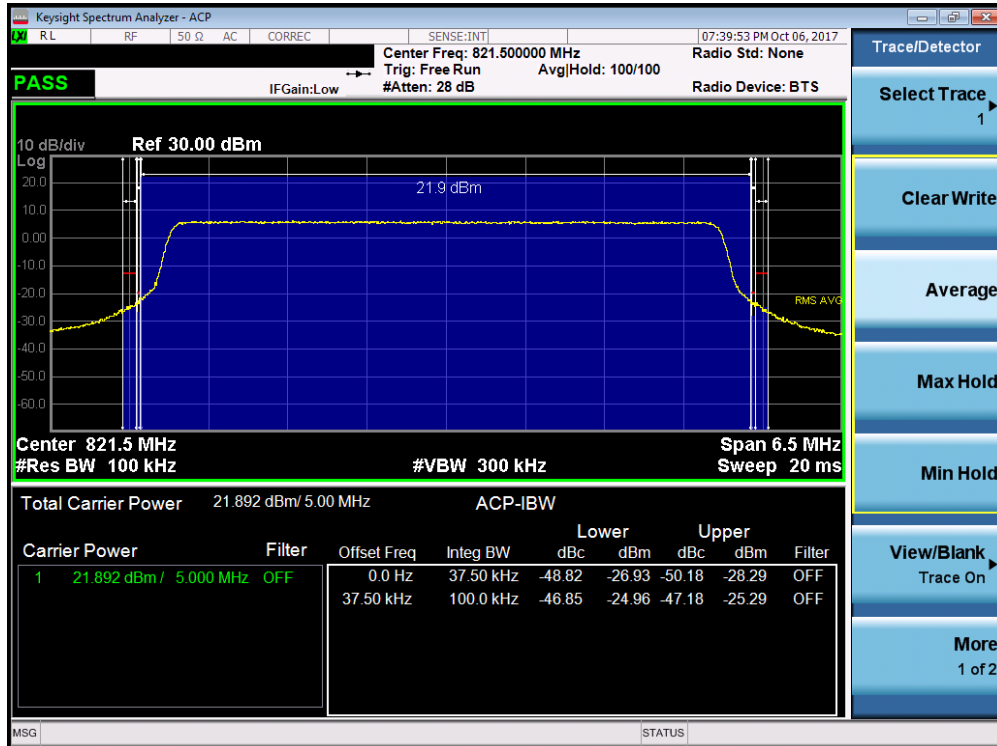 Keysight Spectrum Analyzer - ACP
LXI RL RF 50 Ω AC CORREC SENSE:INT 07:39:53 PM Oct 06, 2017
Center Freq: 821.500000 MHz Radio Std: None
Trig: Free Run Avg|Hold: 100/100
PASS IFGain:Low #Atten: 28 dB Radio Device: BTS
10 dB/div Ref 30.00 dBm
Log
20.0
21.9 dBm
10.0
0.00
-10.0
-20.0
RMS AVG
-30.0
-40.0
-50.0
-60.0
Center 821.5 MHz Span 6.5 MHz
#Res BW 100 kHz #VBW 300 kHz Sweep 20 ms
Total Carrier Power 21.892 dBm/ 5.00 MHz ACP-IBW
Lower Upper
Carrier Power Filter Offset Freq Integ BW dBc dBm dBc dBm Filter
1 21.892 dBm / 5.000 MHz OFF 0.0 Hz 37.50 kHz -48.82 -26.93 -50.18 -28.29 OFF
37.50 kHz 100.0 kHz -46.85 -24.96 -47.18 -25.29 OFF
MSG STATUS
Trace/Detector
Select Trace
1
Clear Write
Average
Max Hold
Min Hold
View/Blank
Trace On
More
1 of 2